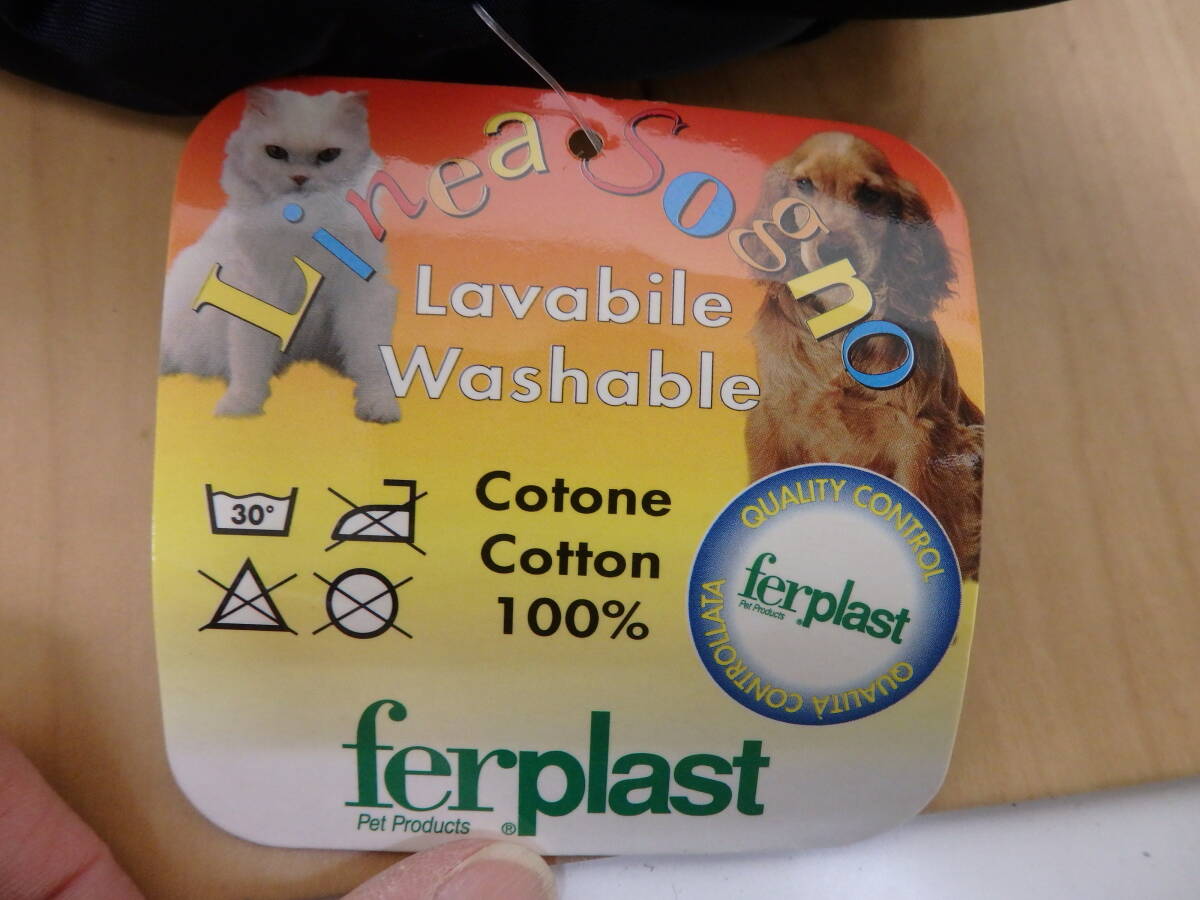 Linea Sogno
Lavabile
Washable
30°
Cotone
Cotton
100%
QUALITY CONTROL
ferplast
Pet Products ®
QUALITÀ CONTROLLATA
ferplast
Pet Products ®